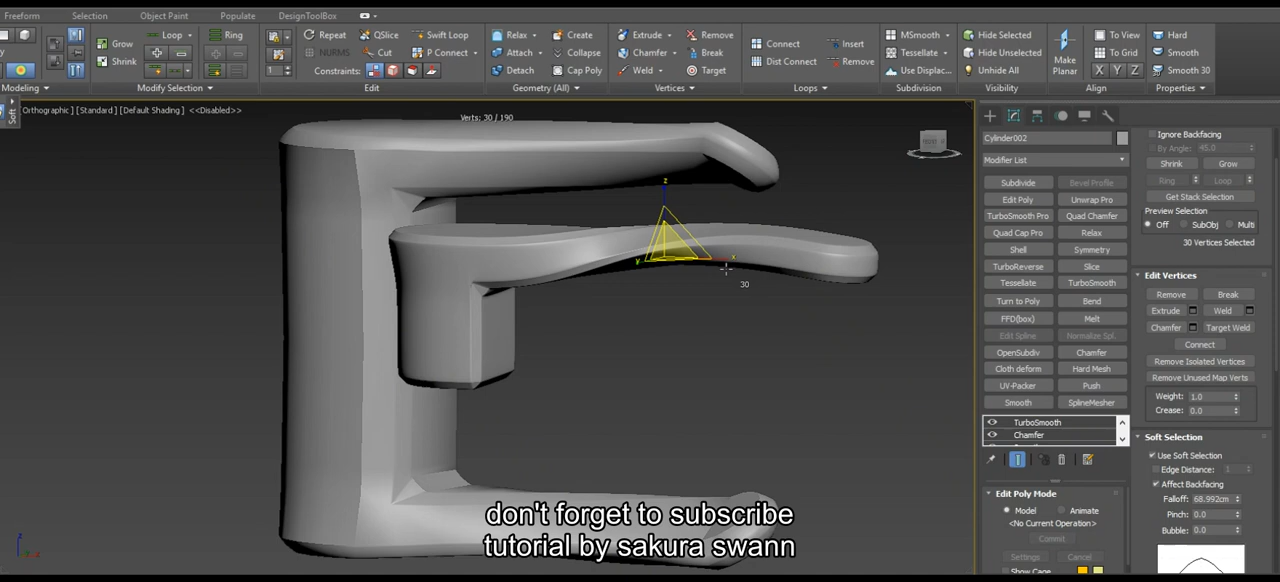 Freeform Selection Object Paint Populate DesignToolBox
Grow Loop Ring Repeat QSlice Swift Loop Relax Create Extrude Remove Connect Insert MSmooth Hide Selected To View Hard
Shrink NURMS Cut P Connect Attach Collapse Chamfer Break Dist Connect Remove Tessellate Hide Unselected To Grid Smooth
1 Constraints: Detach Cap Poly Weld Target Use Displac... Unhide All Make Planar X Y Z Smooth 30
Modeling Modify Selection Edit Geometry (All) Vertices Loops Subdivision Visibility Align Properties
Soft
Orthographic ] [Standard ] [Default Shading ] <<Disabled>>
Verts: 30 / 190
z
y
x
30
Cylinder002
Modifier List
Subdivide Bevel Profile
Edit Poly Unwrap Pro
TurboSmooth Pro Quad Chamfer
Quad Cap Pro Relax
Shell Symmetry
TurboReverse Slice
Tessellate TurboSmooth
Turn to Poly Bend
FFD(box) Melt
Edit Spline Normalize Spl.
OpenSubdiv Chamfer
Cloth deform Hard Mesh
UV-Packer Push
Smooth SplineMesher
TurboSmooth
Chamfer
Edit Poly Mode
Model Animate
<No Current Operation>
Commit
Settings Cancel
Show Cage
Ignore Backfacing
By Angle: 45.0
Shrink Grow
Ring Loop
Get Stack Selection
Preview Selection
Off SubObj Multi
30 Vertices Selected
Edit Vertices
Remove Break
Extrude Weld
Chamfer Target Weld
Connect
Remove Isolated Vertices
Remove Unused Map Verts
Weight: 1.0
Crease: 0.0
Soft Selection
Use Soft Selection
Edge Distance: 1
Affect Backfacing
Falloff: 68.992cm
Pinch: 0.0
Bubble: 0.0
don't forget to subscribe
tutorial by sakura swann